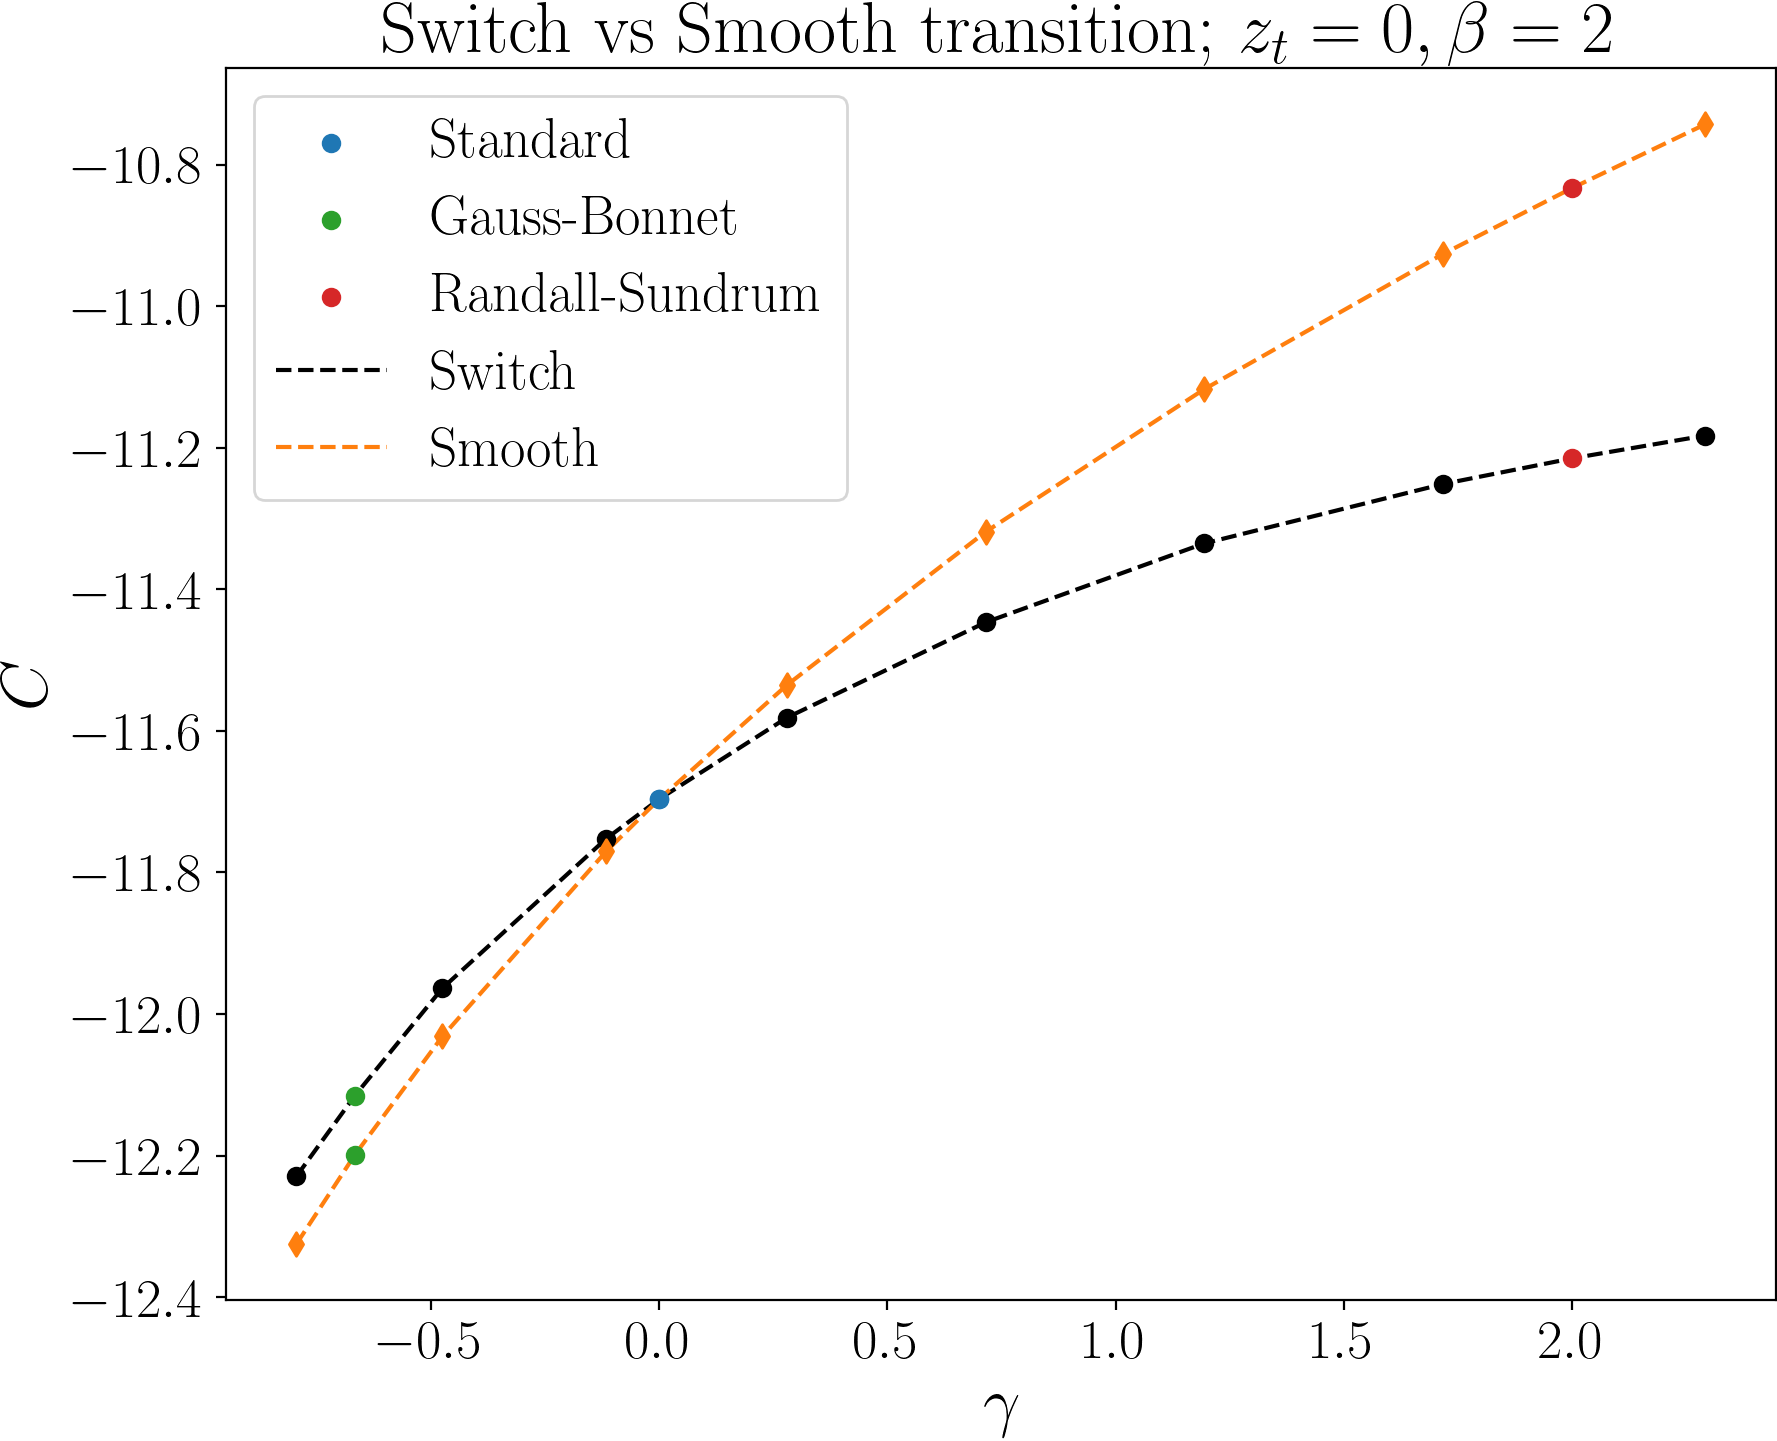 Switch vs Smooth transition; $z_t = 0, \beta = 2$
Standard
Gauss-Bonnet
Randall-Sundrum
Switch
Smooth
−10.8
−11.0
−11.2
−11.4
−11.6
−11.8
−12.0
−12.2
−12.4
C
−0.5 0.0 0.5 1.0 1.5 2.0
γ